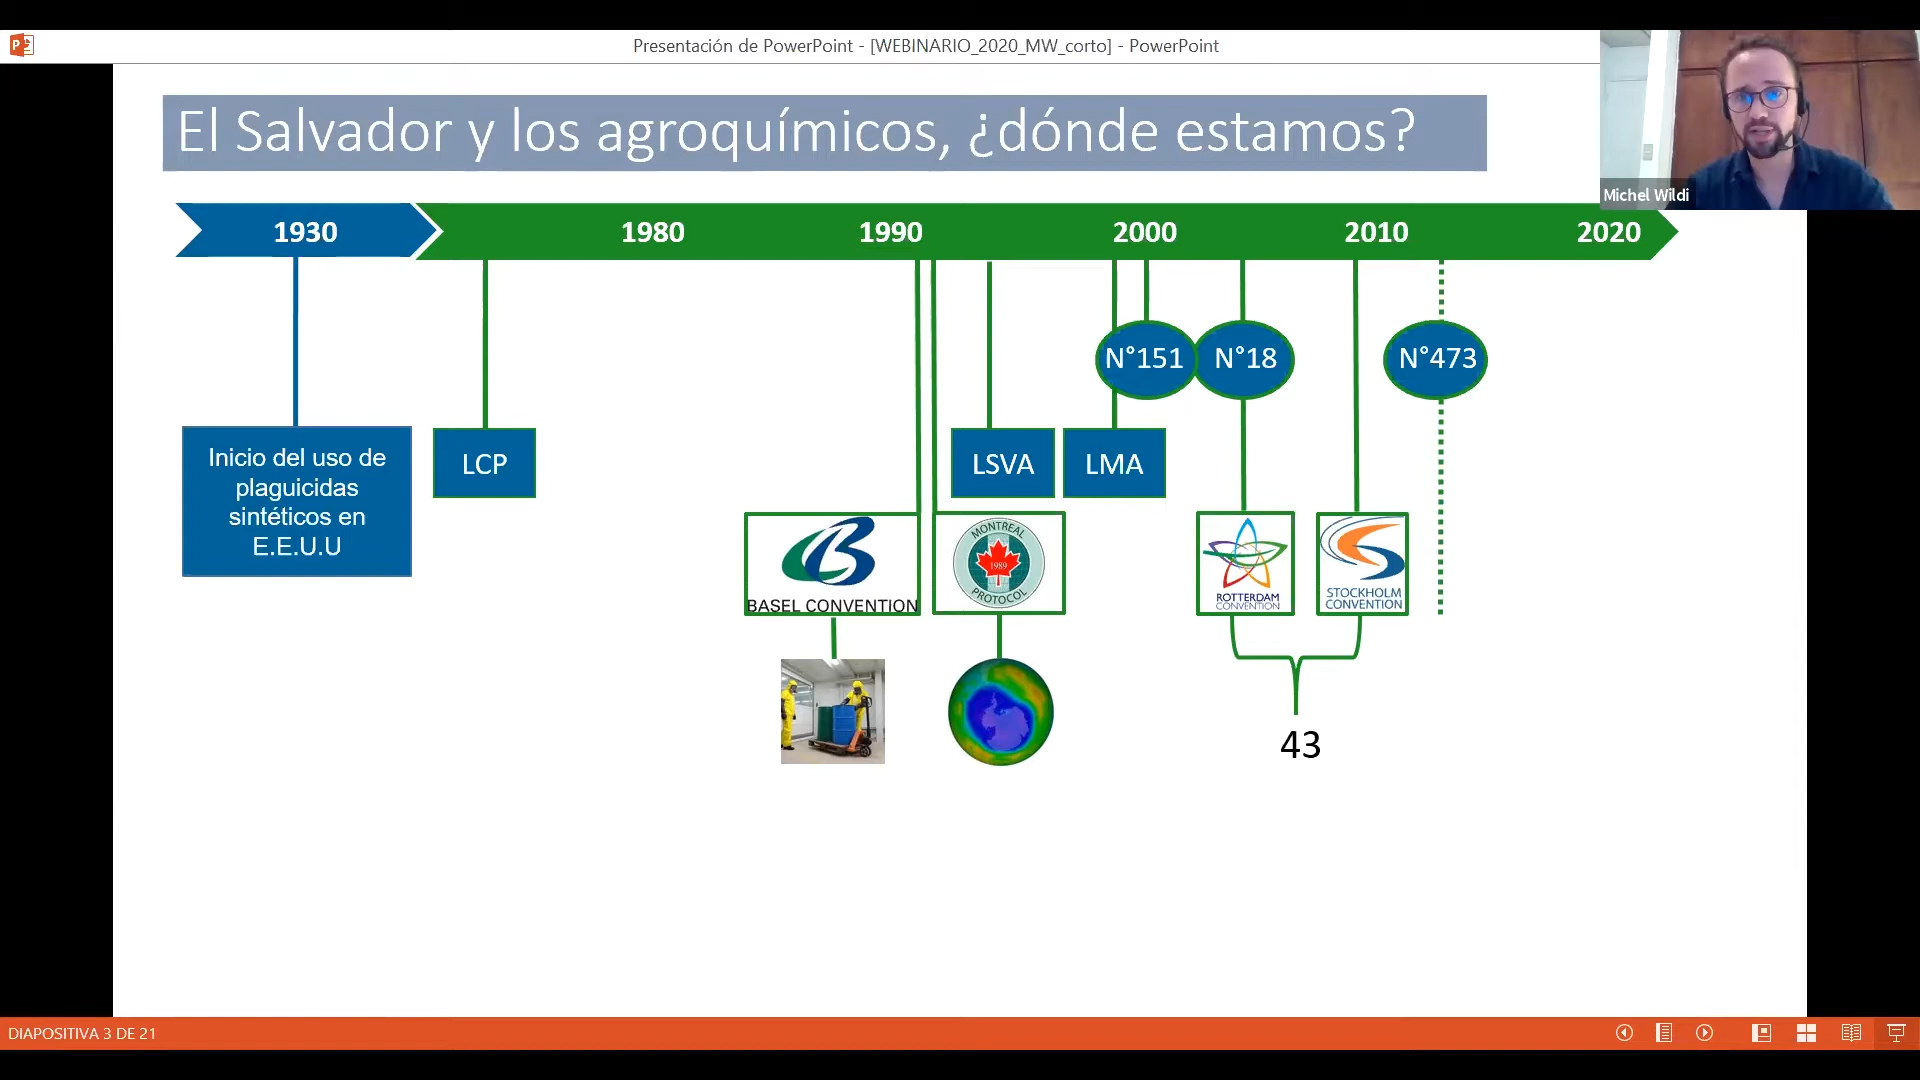 Presentación de PowerPoint - [WEBINARIO_2020_MW_corto] - PowerPoint
El Salvador y los agroquímicos, ¿dónde estamos?
Michel Wildi
1930
1980
1990
2000
2010
2020
N°151
N°18
N°473
Inicio del uso de
plaguicidas
sintéticos en
E.E.U.U
LCP
LSVA
LMA
BASEL CONVENTION
MONTREAL
1989
PROTOCOL
ROTTERDAM
CONVENTION
STOCKHOLM
CONVENTION
43
DIAPOSITIVA 3 DE 21